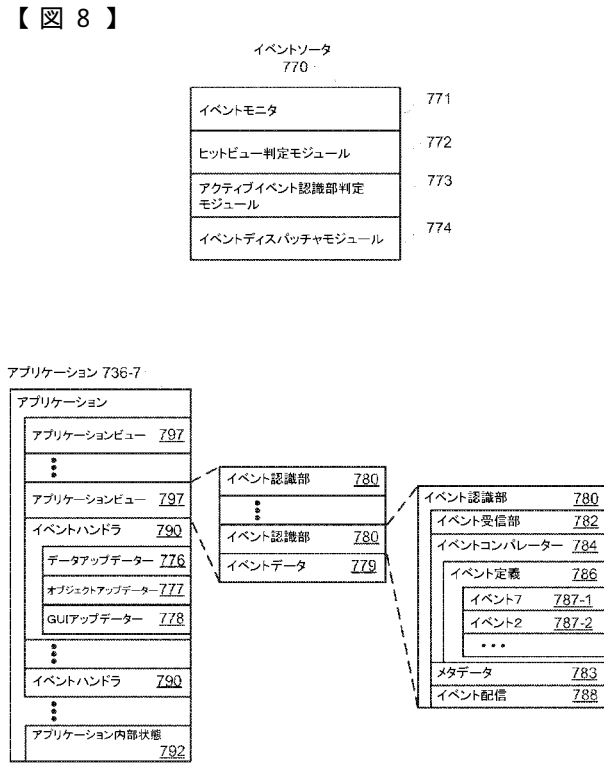 【図8】
イベントソータ
770
イベントモニタ
771
ヒットビュー判定モジュール
772
アクティブイベント認識部判定
モジュール
773
イベントディスパッチャモジュール
774
アプリケーション 736-7
アプリケーション
アプリケーションビュー 797
アプリケーションビュー 797
イベントハンドラ 790
データアップデーター 776
オブジェクトアップデーター 777
GUIアップデーター 778
イベントハンドラ 790
アプリケーション内部状態
792
イベント認識部 780
イベント認識部 780
イベントデータ 779
イベント認識部 780
イベント受信部 782
イベントコンパレーター 784
イベント定義 786
イベント7 787-1
イベント2 787-2
•••
メタデータ 783
イベント配信 788